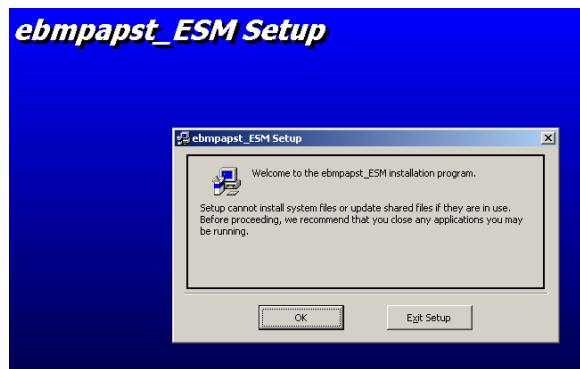 ebmpapst_ESM Setup
ebmpapst_ESM Setup
Welcome to the ebmpapst_ESM installation program.
Setup cannot install system files or update shared files if they are in use.
Before proceeding, we recommend that you close any applications you may
be running.
OK
Exit Setup